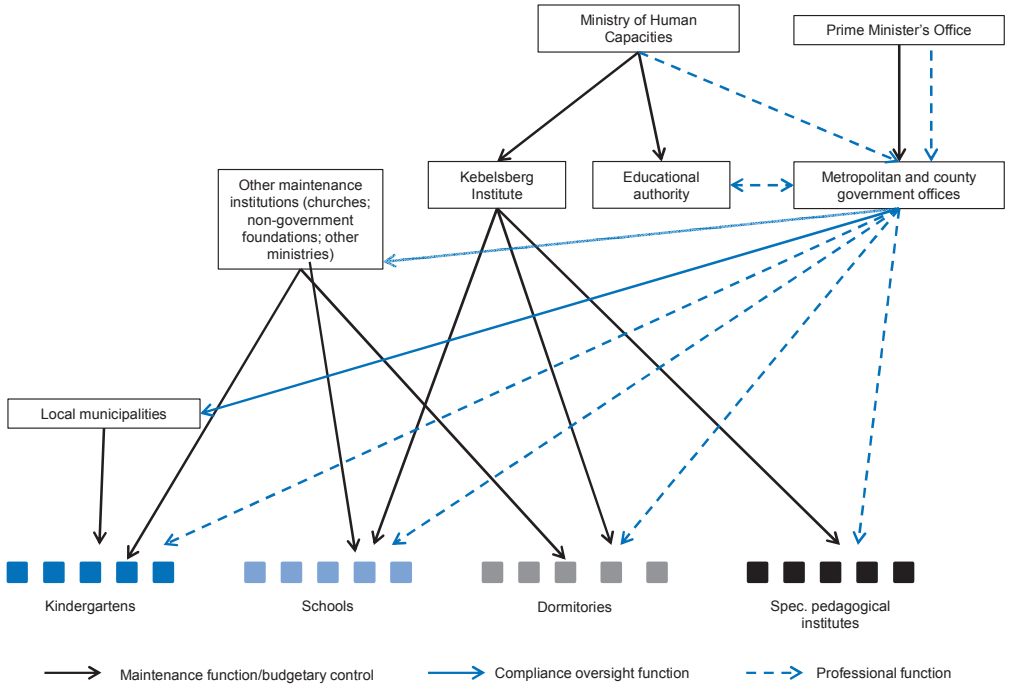 Ministry of Human
Capacities
Prime Minister's Office
Other maintenance
institutions (churches;
non-government
foundations; other
ministries)
Kebelsberg
Institute
Educational
authority
Metropolitan and county
government offices
Local municipalities
Kindergartens
Schools
Dormitories
Spec. pedagogical
institutes
Maintenance function/budgetary control
Compliance oversight function
Professional function